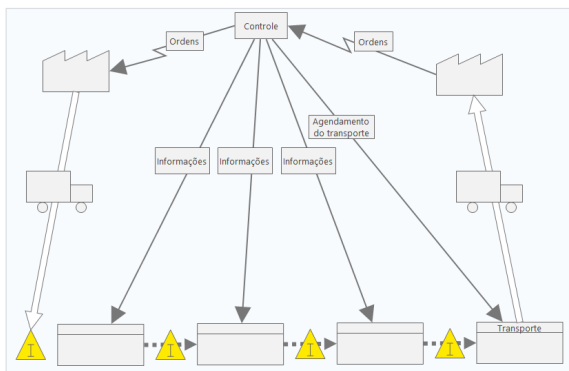 Controle
Ordens
Ordens
Agendamento
do transporte
Informações
Informações
Informações
Transporte
I
I
I
I